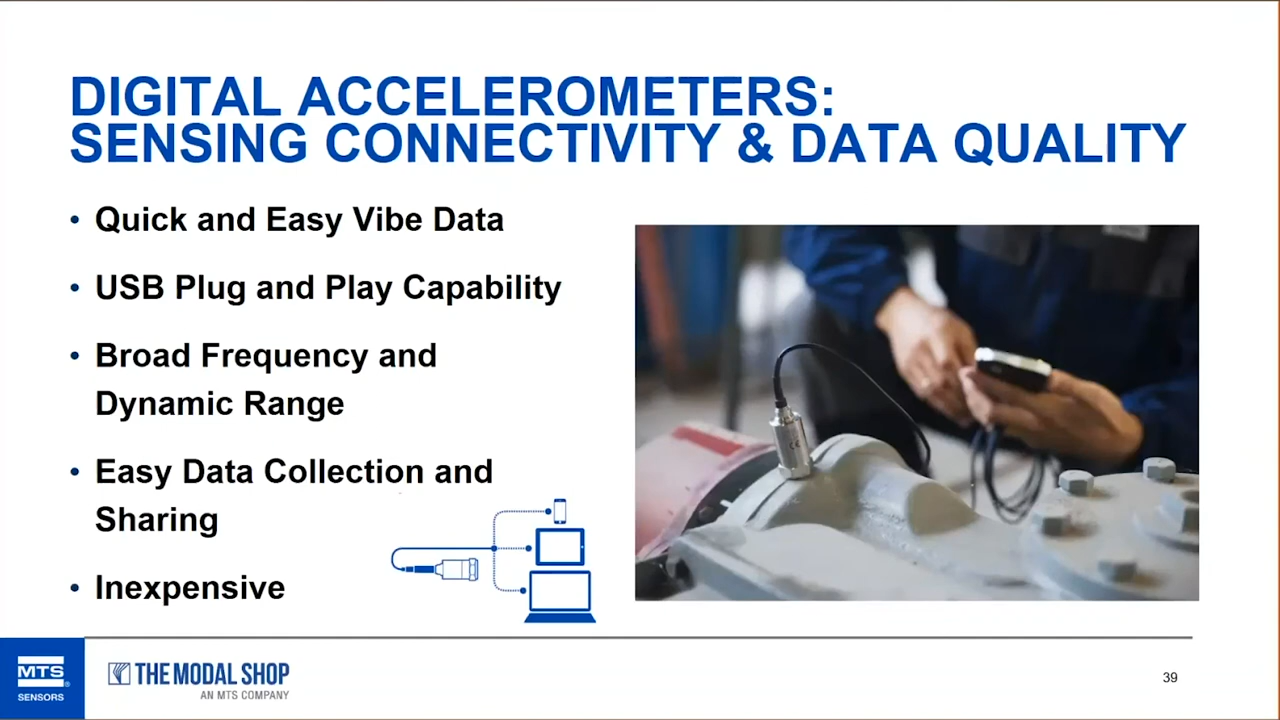 DIGITAL ACCELEROMETERS:
SENSING CONNECTIVITY & DATA QUALITY
• Quick and Easy Vibe Data
• USB Plug and Play Capability
• Broad Frequency and
Dynamic Range
• Easy Data Collection and
Sharing
• Inexpensive
CE
MTS®
SENSORS
THE MODAL SHOP
AN MTS COMPANY
39